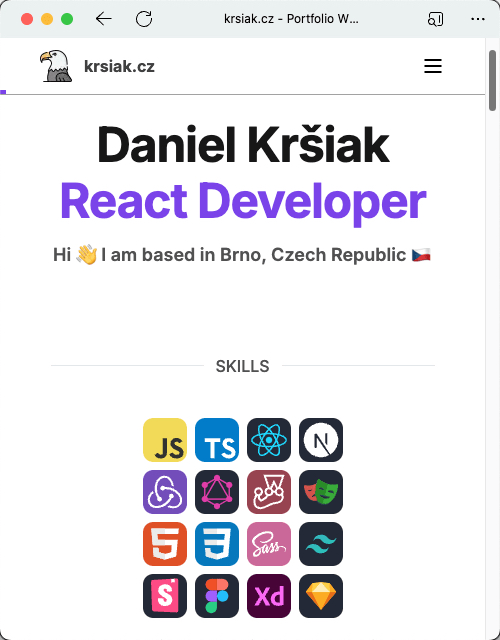 krsiak.cz - Portfolio W...
krsiak.cz
Daniel Kršiak
React Developer
Hi 👋 I am based in Brno, Czech Republic 🇨🇿
SKILLS
JS TS N
5 3 Sass
S Xd